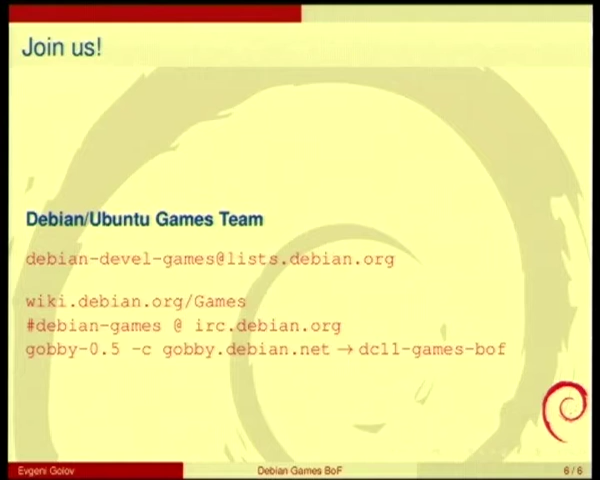 Join us!
Debian/Ubuntu Games Team
debian-devel-games@lists.debian.org
wiki.debian.org/Games
#debian-games @ irc.debian.org
gobby-0.5 -c gobby.debian.net → dc11-games-bof
Evgeni Golov
Debian Games BoF
6 / 6